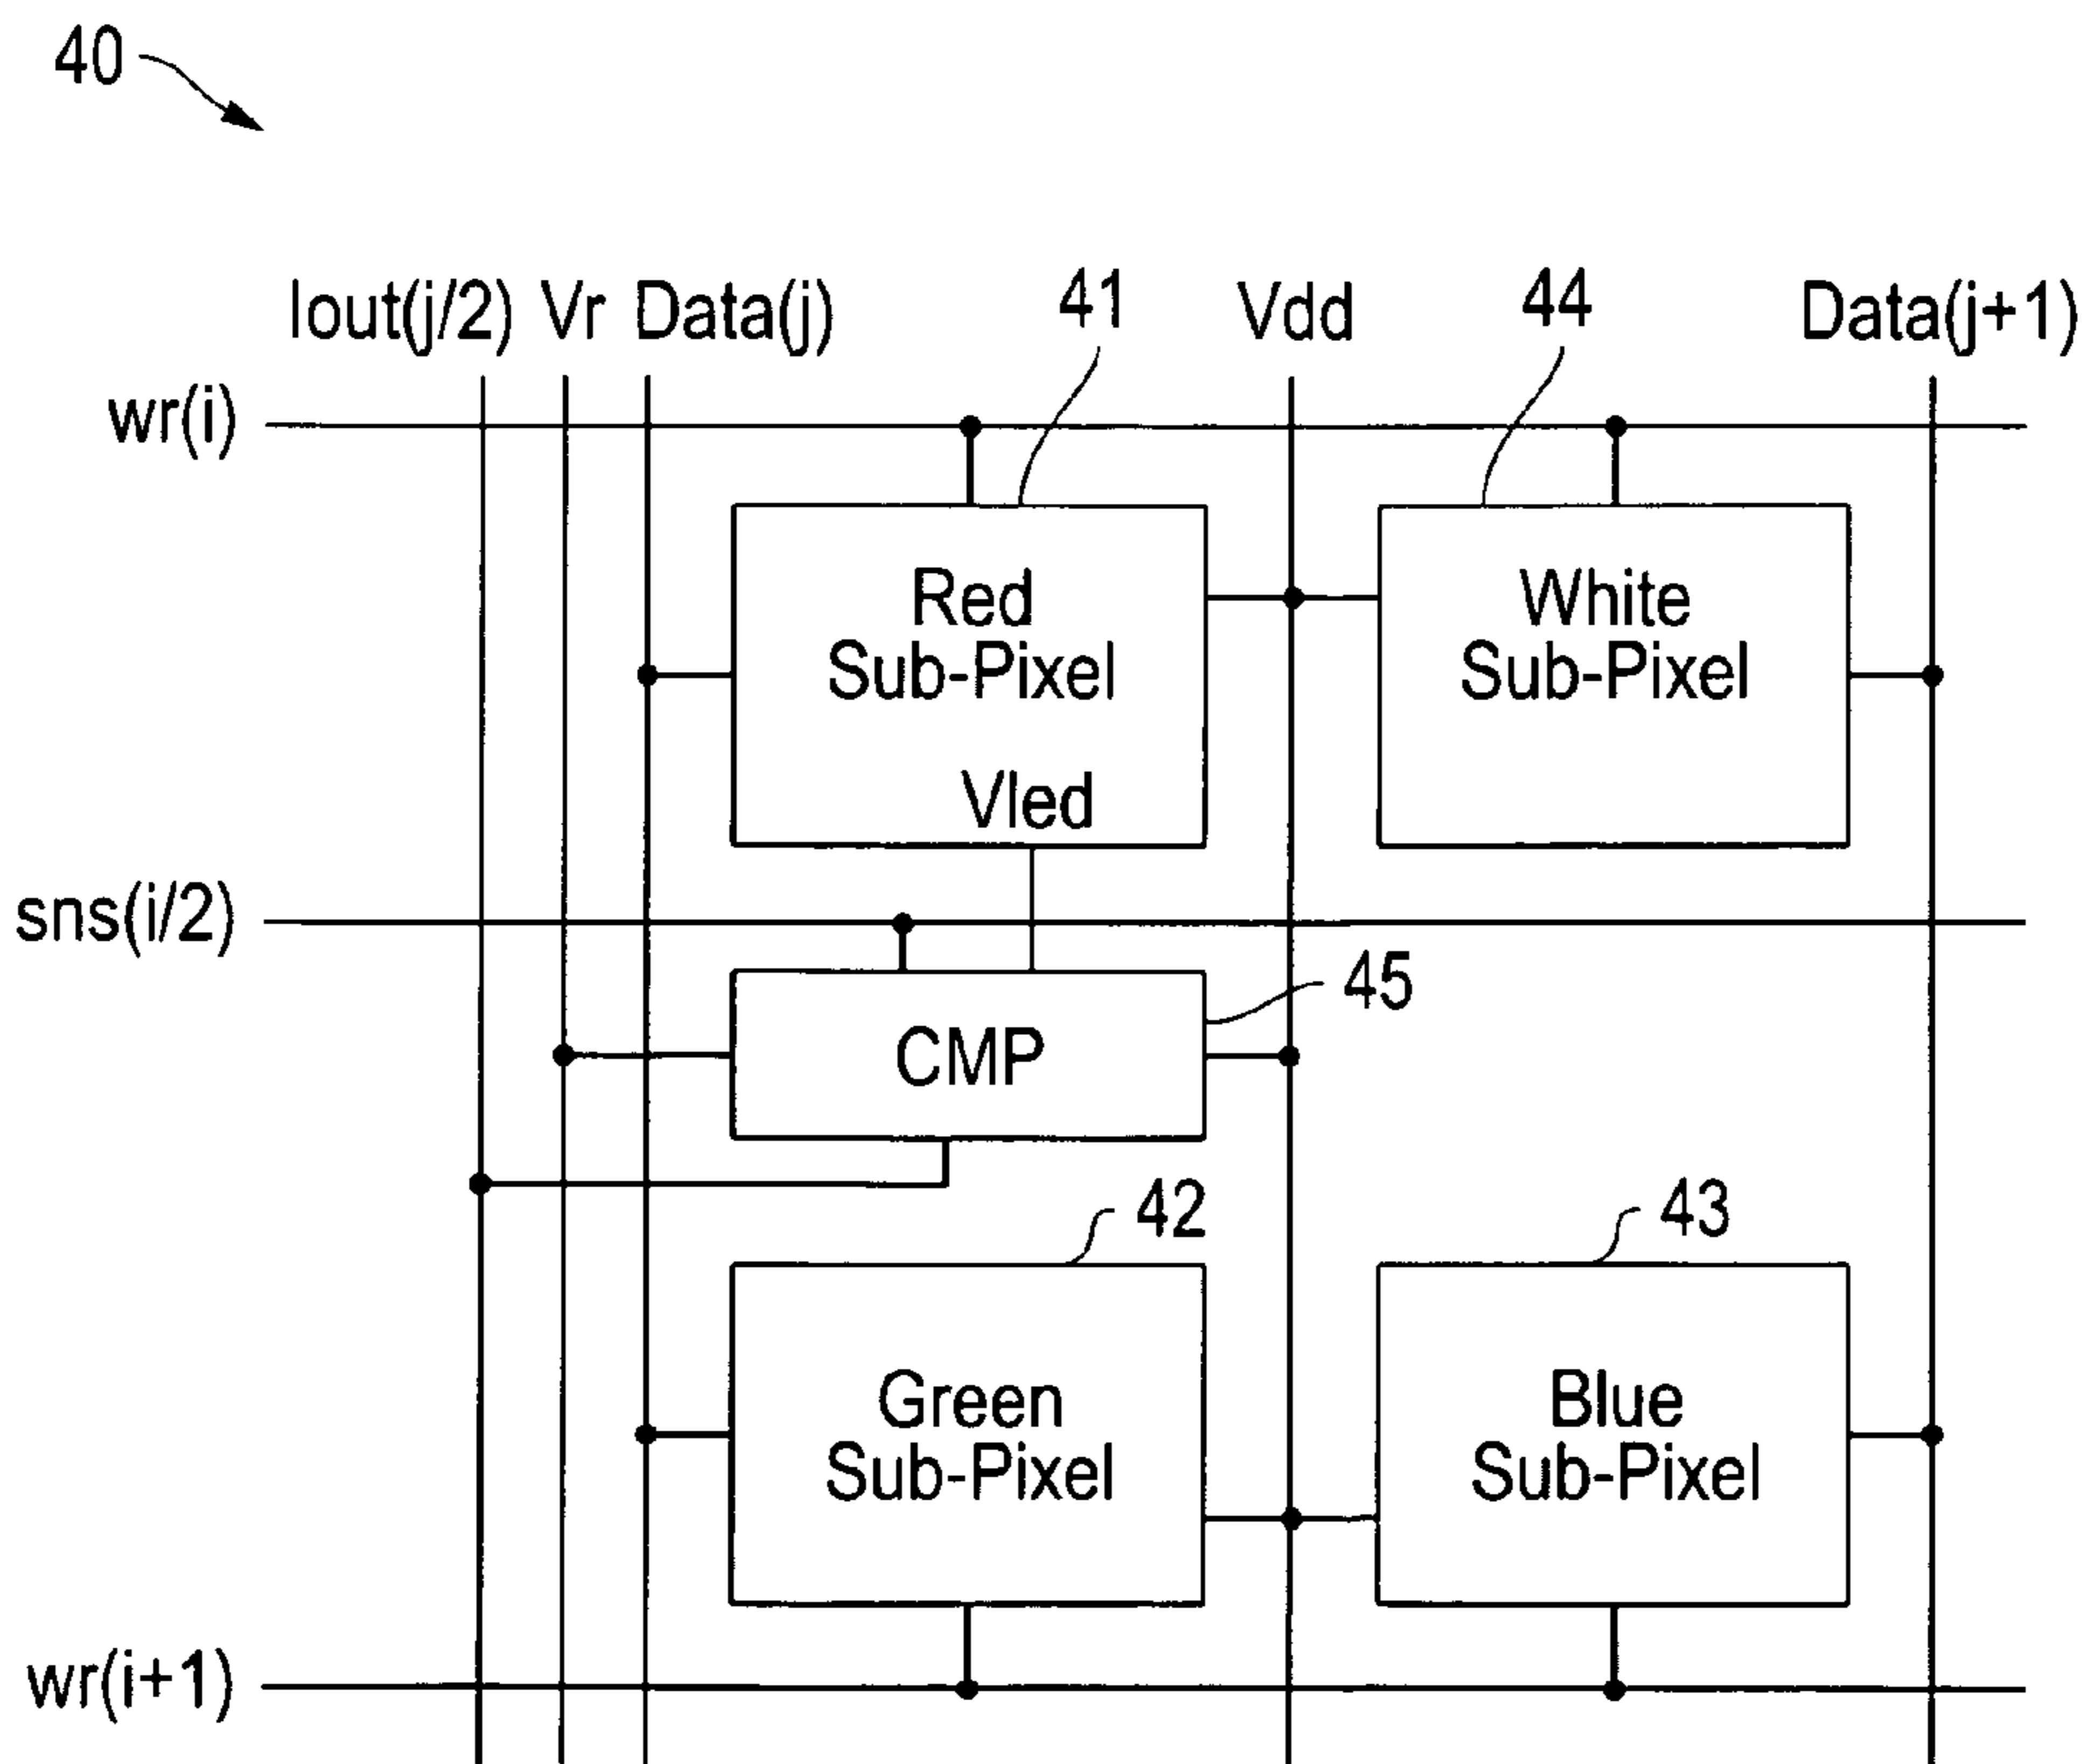 40
Iout(j/2) Vr Data(j) 41 Vdd 44 Data(j+1)
wr(i)
Red
Sub-Pixel
Vled
White
Sub-Pixel
sns(i/2)
45
CMP
42
43
Green
Sub-Pixel
Blue
Sub-Pixel
wr(i+1)